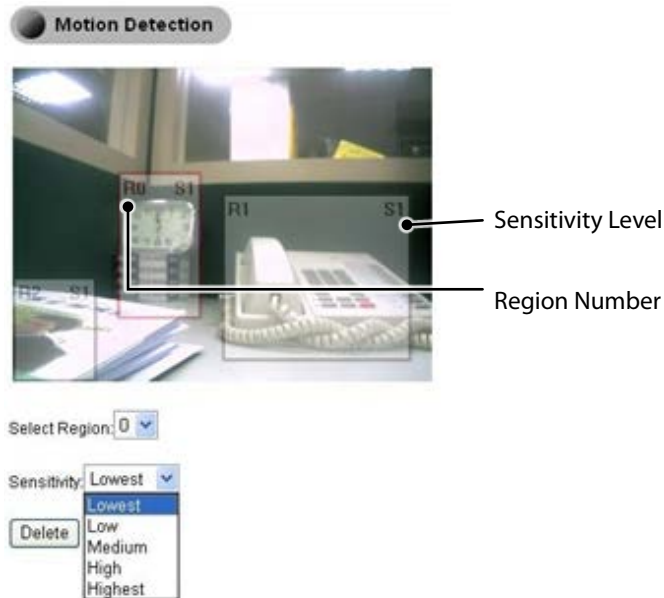 Motion Detection
R0 S1
R1 S1
Sensitivity Level
Region Number
R2 S1
Select Region: 0
Sensitivity: Lowest
Lowest
Low
Delete
Medium
High
Highest